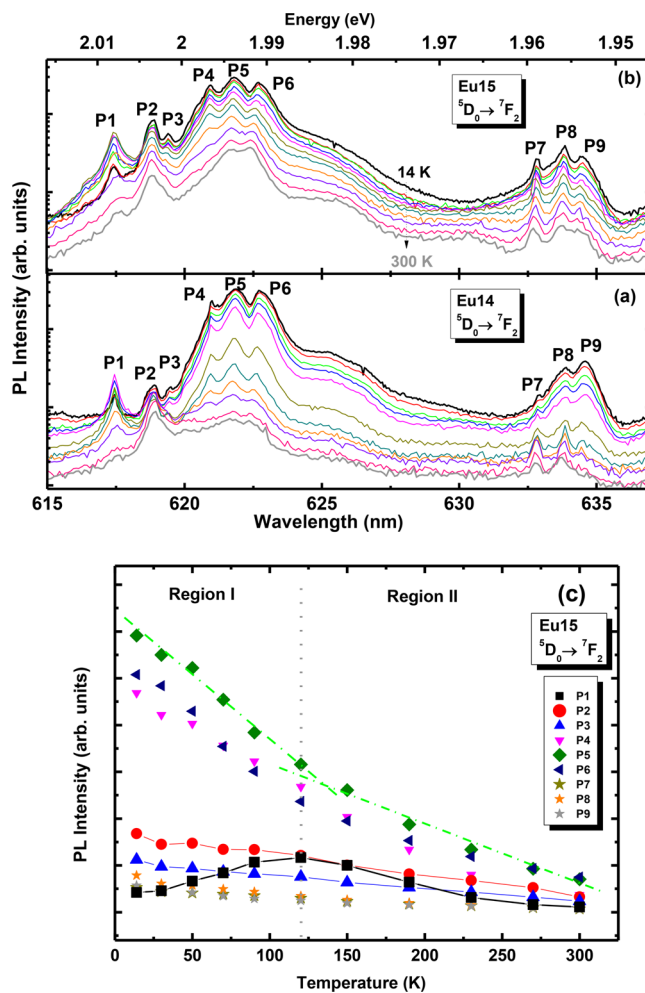 Energy (eV)
2.01 2 1.99 1.98 1.97 1.96 1.95
(b)
Eu15
⁵D₀→ ⁷F₂
P1 P2 P3 P4 P5 P6 P7 P8 P9
14 K
300 K
PL Intensity (arb. units)
(a)
Eu14
⁵D₀→ ⁷F₂
P1 P2 P3 P4 P5 P6 P7 P8 P9
615 620 625 630 635
Wavelength (nm)
Region I Region II (c)
Eu15
⁵D₀→ ⁷F₂
P1
P2
P3
P4
P5
P6
P7
P8
P9
PL Intensity (arb. units)
0 50 100 150 200 250 300
Temperature (K)